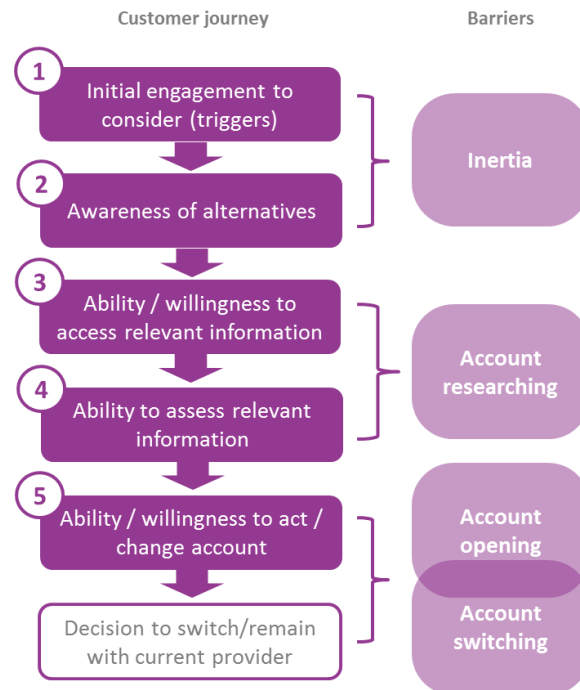 Customer journey
Barriers
1
Initial engagement to
consider (triggers)
2
Awareness of alternatives
Inertia
3
Ability / willingness to
access relevant information
4
Ability to assess relevant
information
Account
researching
5
Ability / willingness to act /
change account
Decision to switch/remain
with current provider
Account
opening
Account
switching